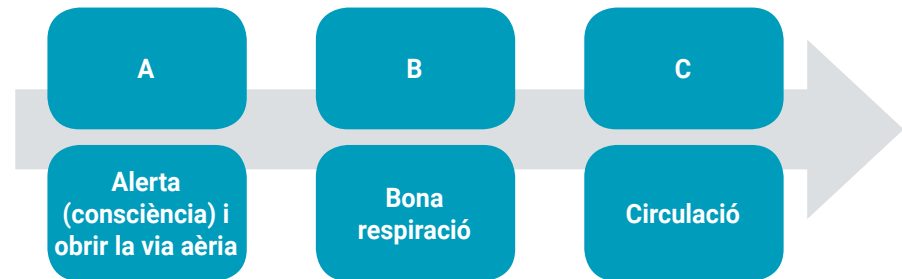 A
B
C
Alerta
(consciència) i
obrir la via aèria
Bona
respiració
Circulació